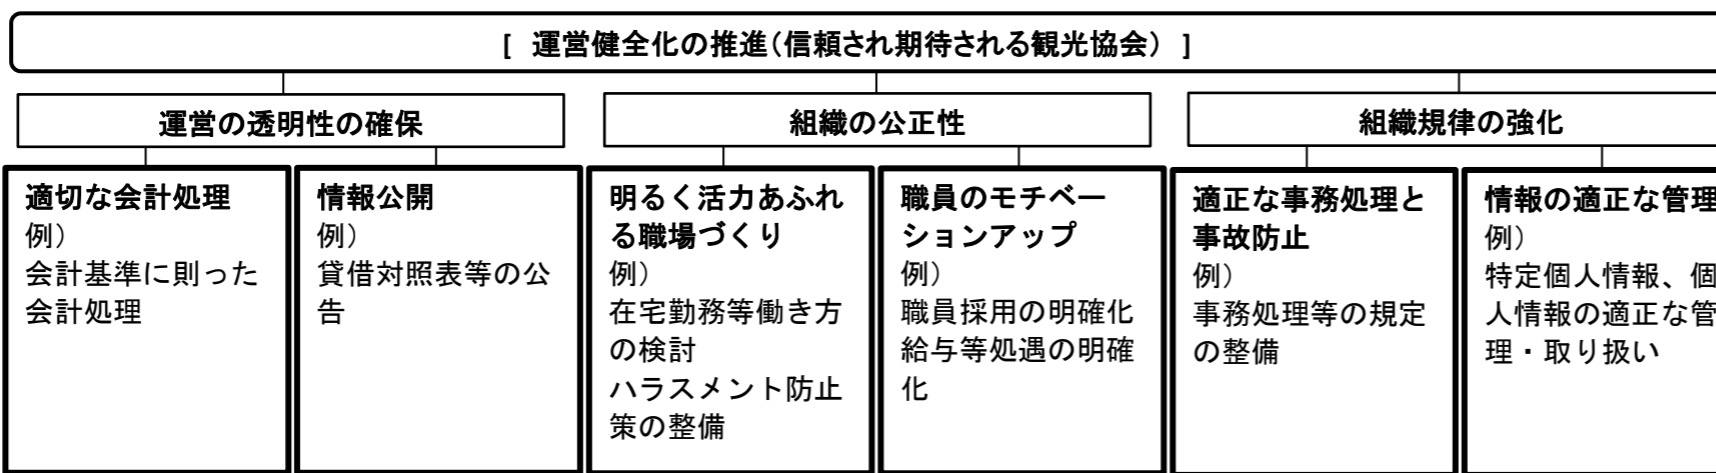 [ 運営健全化の推進（信頼され期待される観光協会） ]
運営の透明性の確保
組織の公正性
組織規律の強化
適切な会計処理
例）
会計基準に則った
会計処理
情報公開
例）
貸借対照表等の公
告
明るく活力あふれ
る職場づくり
例）
在宅勤務等働き方
の検討
ハラスメント防止
策の整備
職員のモチベー
ションアップ
例）
職員採用の明確化
給与等処遇の明確
化
適正な事務処理と
事故防止
例）
事務処理等の規定
の整備
情報の適正な管理
例）
特定個人情報、個
人情報の適正な管
理・取り扱い